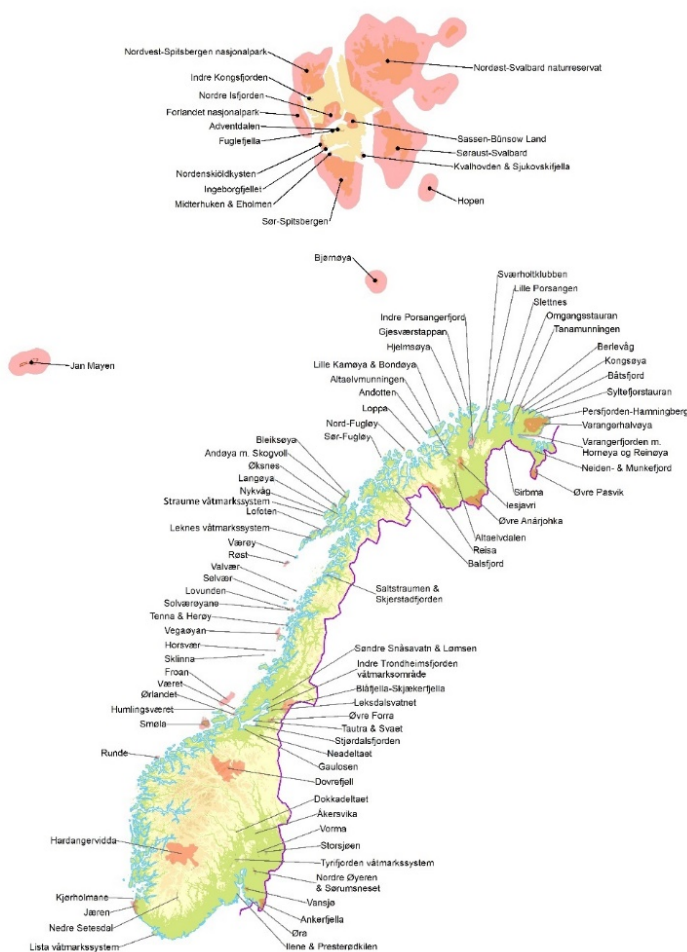 Nordvest-Spitsbergen nasjonalpark
Indre Kongsfjorden
Nordre Isfjorden
Forlandet nasjonalpark
Adventdalen
Fuglefjella
Nordenskiöldkysten
Ingeborgfjellet
Midterhuken & Eholmen
Sør-Spitsbergen
Nordøst-Svalbard naturreservat
Sassen-Bünsow Land
Søraust-Svalbard
Kvalhovden & Sjukovskifjella
Hopen
Bjørnøya
Jan Mayen
Sværholtklubben
Lille Porsangen
Slettnes
Omgangsstauran
Tanamunningen
Berlevåg
Kongsøya
Båtsfjord
Syltefjorstauran
Persfjorden-Hamningberg
Varangerhalvøya
Varangerfjorden m.
Hornøya og Reinøya
Neiden- & Munkefjord
Øvre Pasvik
Indre Porsangerfjord
Gjesværstappan
Hjelmsøya
Lille Kamøya & Bondøya
Altaelvmunningen
Andotten
Loppa
Nord-Fugløy
Sør-Fugløy
Sirbma
Iesjavri
Øvre Anárjohka
Altaelvdalen
Reisa
Balsfjord
Bleiksøya
Andøya m. Skogvoll
Øksnes
Langøya
Nykvåg
Straume våtmarkssystem
Lofoten
Leknes våtmarkssystem
Værøy
Røst
Valvær
Selvær
Lovunden
Solværøyane
Tenna & Herøy
Vegaøyan
Horsvær
Sklinna
Froan
Været
Ørlandet
Humlingsværet
Smøla
Runde
Saltstraumen &
Skjerstadfjorden
Søndre Snåsavatn & Lømsen
Indre Trondheimsfjorden
våtmarksområde
Blåfjella-Skjækerfjella
Leksdalsvatnet
Øvre Forra
Tautra & Svaet
Stjørdalsfjorden
Neadeltaet
Gaulosen
Dovrefjell
Dokkadeltaet
Åkersvika
Vorma
Storsjøen
Tyrifjorden våtmarkssystem
Nordre Øyeren
& Sørumsneset
Vansjø
Ankerfjella
Øra
Ilene & Presterødkilen
Hardangervidda
Kjørholmane
Jæren
Nedre Setesdal
Lista våtmarkssystem